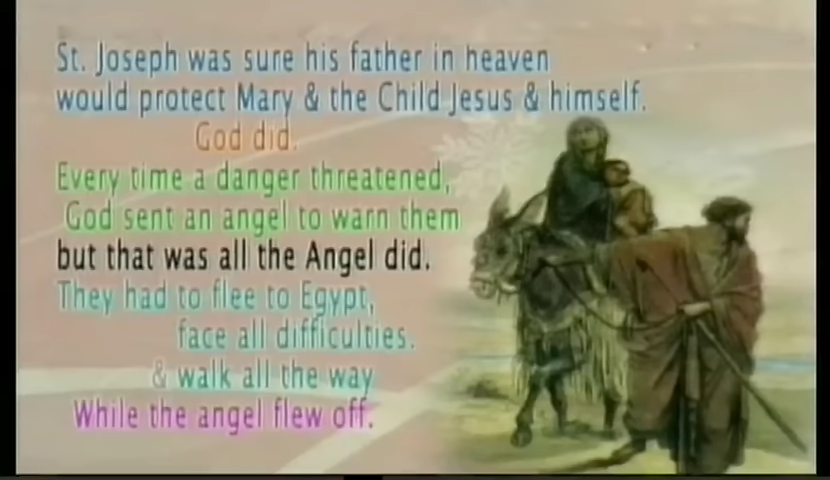 St. Joseph was sure his father in heaven
would protect Mary & the Child Jesus & himself.
God did.
Every time a danger threatened,
God sent an angel to warn them
but that was all the Angel did.
They had to flee to Egypt,
face all difficulties.
& walk all the way
While the angel flew off.